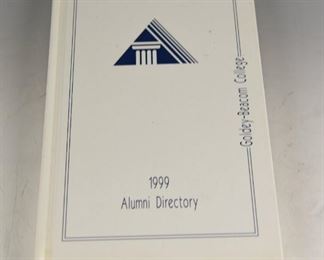 Goldey-Beacom College
1999
Alumni Directory